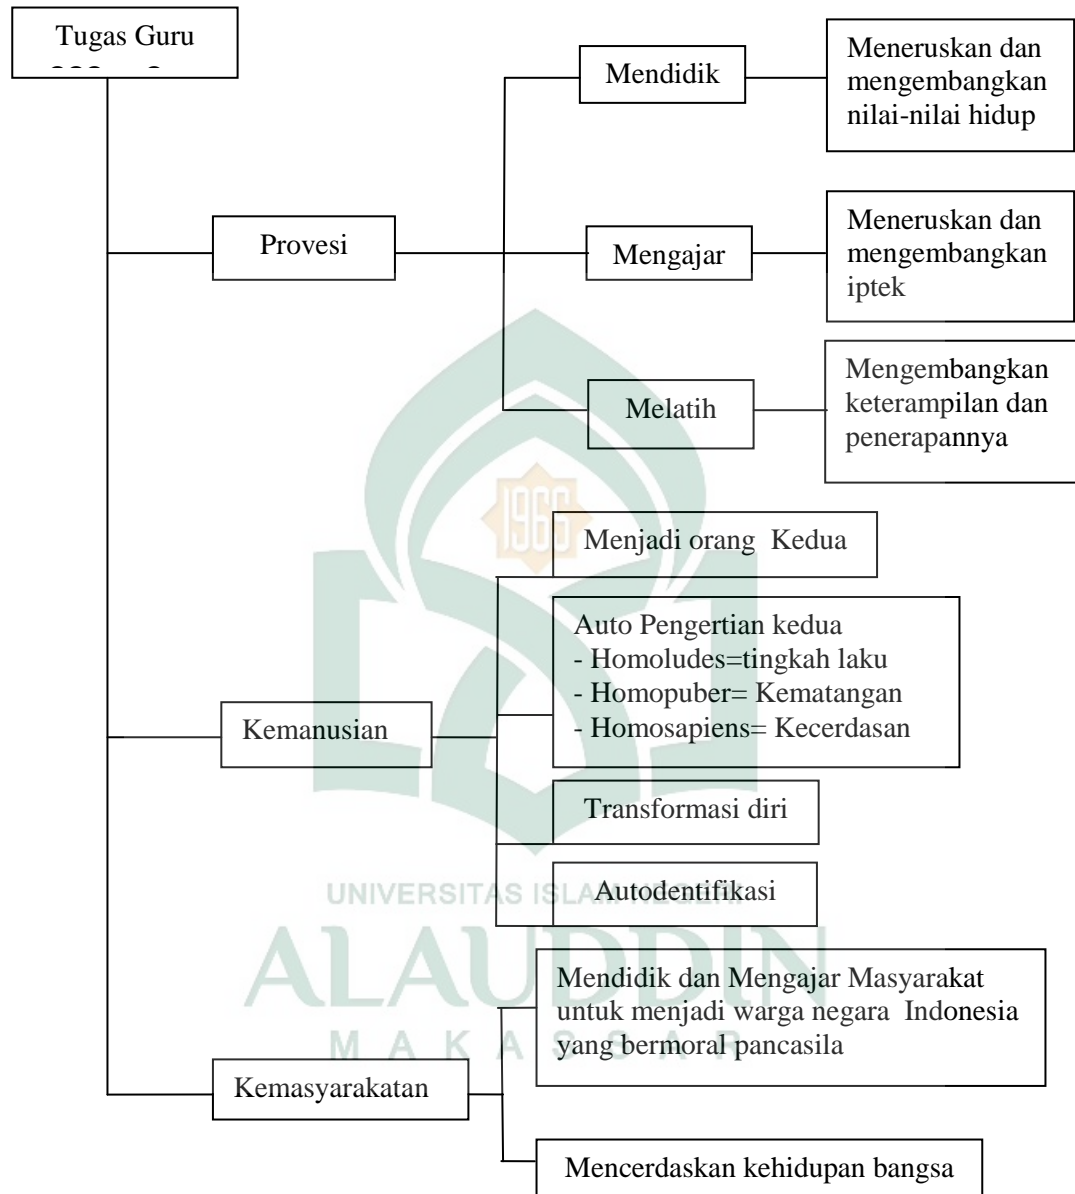 Tugas Guru
Mendidik
Meneruskan dan
mengembangkan
nilai-nilai hidup
Provesi
Mengajar
Meneruskan dan
mengembangkan
iptek
Melatih
Mengembangkan
keterampilan dan
penerapannya
1965
Menjadi orang Kedua
Auto Pengertian kedua
- Homoludes=tingkah laku
- Homopuber= Kematangan
- Homosapiens= Kecerdasan
Kemanusian
Transformasi diri
Autodentifikasi
UNIVERSITAS ISLAM NEGERI
ALAUDDIN
MAKASSAR
Mendidik dan Mengajar Masyarakat
untuk menjadi warga negara Indonesia
yang bermoral pancasila
Kemasyarakatan
Mencerdaskan kehidupan bangsa